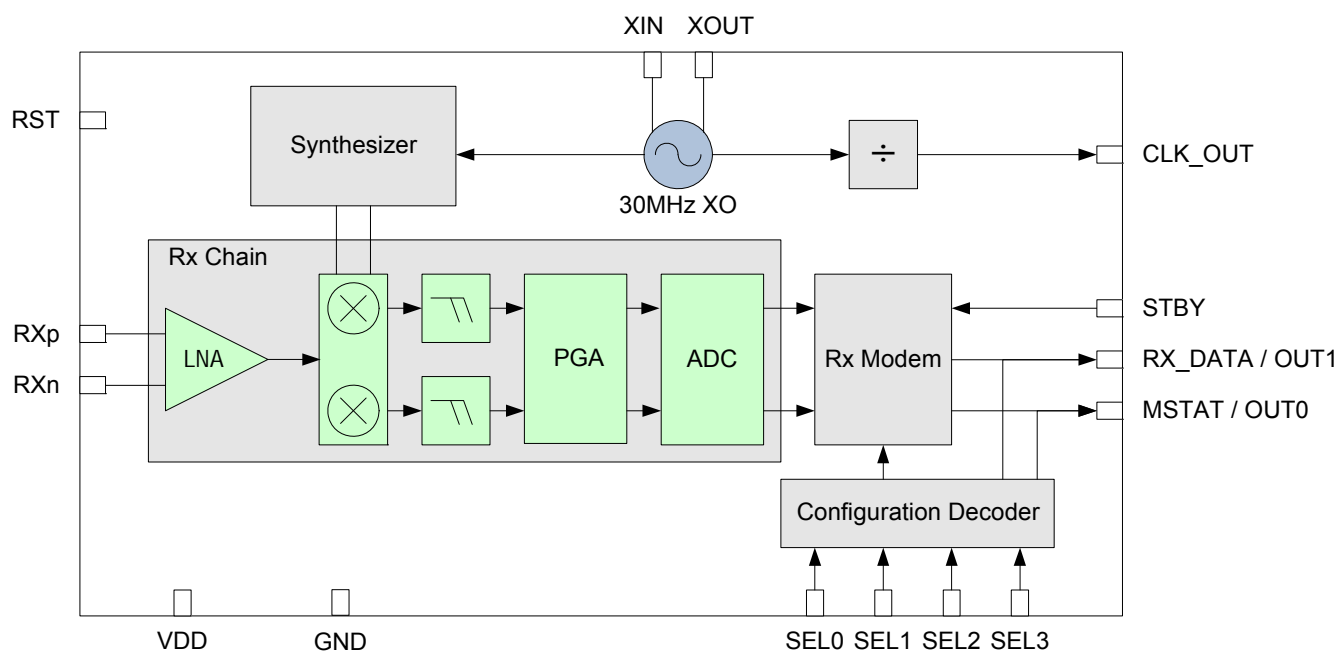 XIN XOUT
RST
Synthesizer
÷
CLK_OUT
30MHz XO
Rx Chain
RXp
RXn
LNA
PGA
ADC
Rx Modem
STBY
RX_DATA / OUT1
MSTAT / OUT0
Configuration Decoder
VDD
GND
SEL0 SEL1 SEL2 SEL3